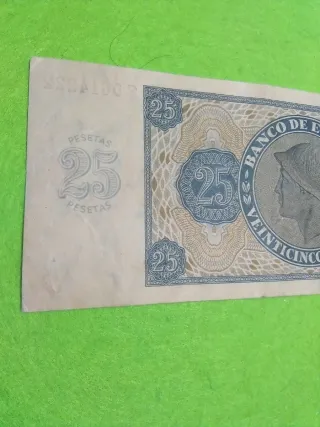 25
PESETAS
25
PESETAS
25
25
BANCO DE E
VEINTICINCO